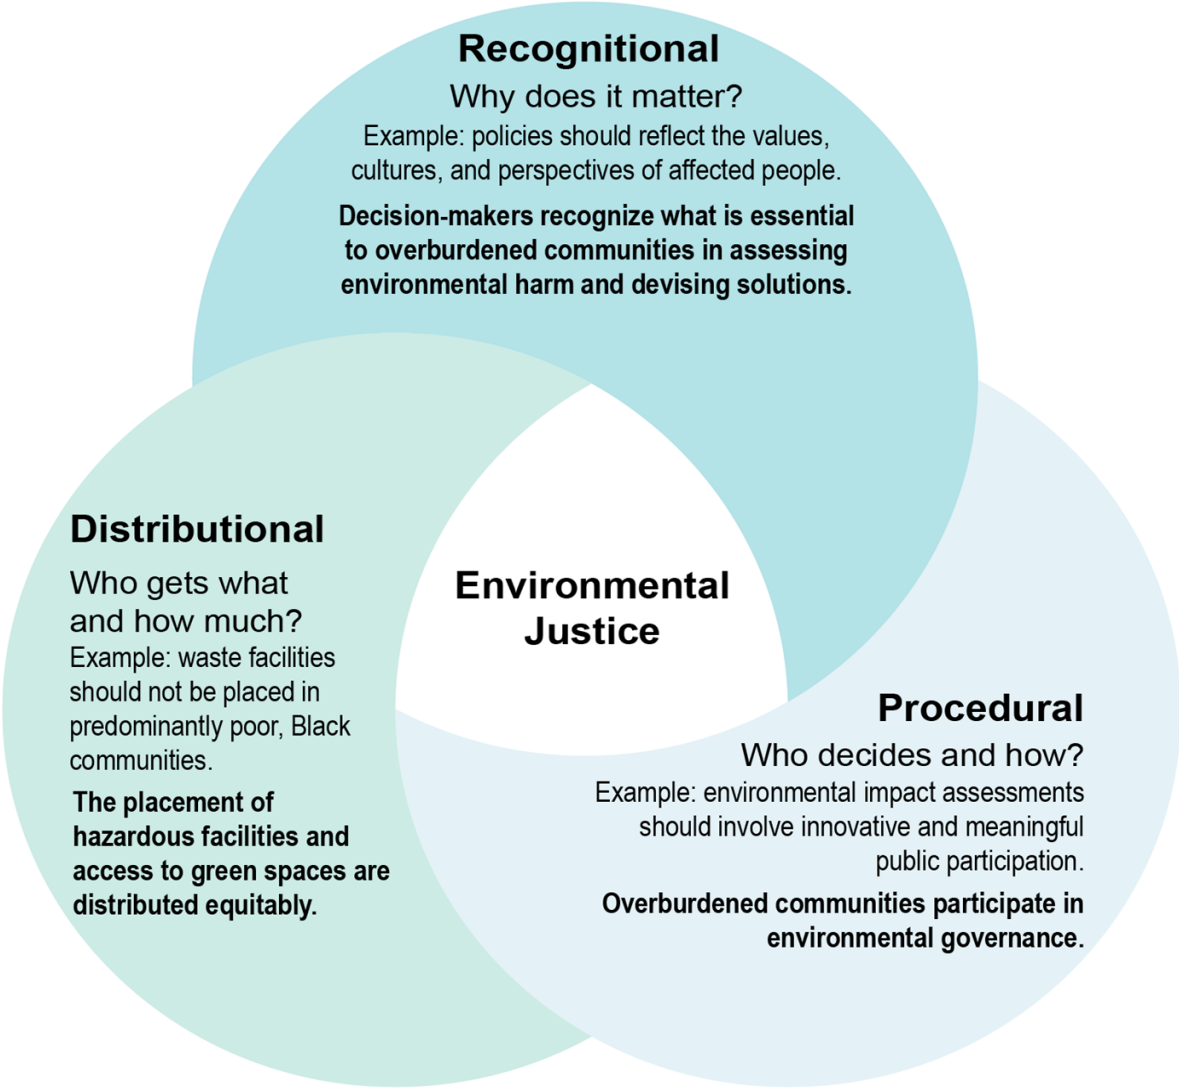 Recognitional
Why does it matter?
Example: policies should reflect the values,
cultures, and perspectives of affected people.
Decision-makers recognize what is essential
to overburdened communities in assessing
environmental harm and devising solutions.
Distributional
Who gets what
and how much?
Example: waste facilities
should not be placed in
predominantly poor, Black
communities.
The placement of
hazardous facilities and
access to green spaces are
distributed equitably.
Environmental
Justice
Procedural
Who decides and how?
Example: environmental impact assessments
should involve innovative and meaningful
public participation.
Overburdened communities participate in
environmental governance.